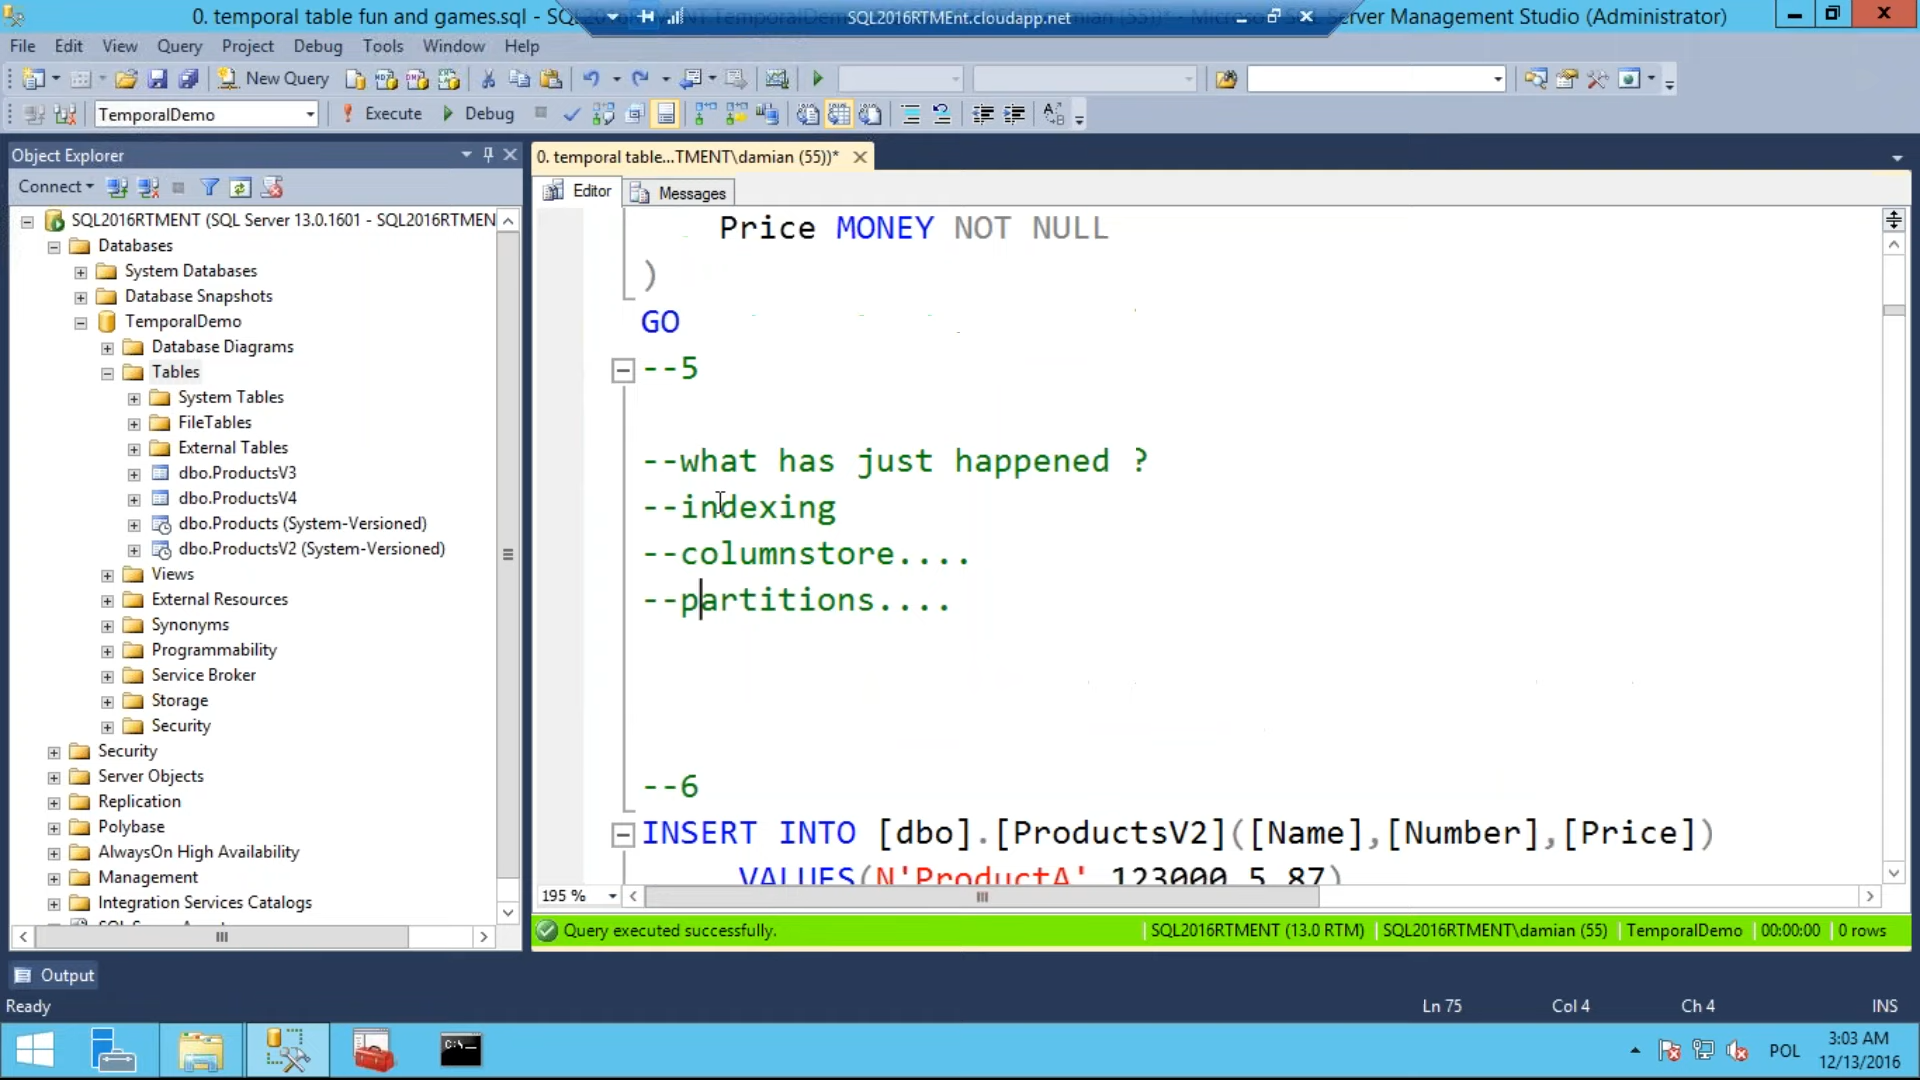 0. temporal table fun and games.sql - SQL
SQL2016RTMEnt.cloudapp.net
Server Management Studio (Administrator)
File Edit View Query Project Debug Tools Window Help
New Query
TemporalDemo
Execute
Debug
Object Explorer
Connect
SQL2016RTMENT (SQL Server 13.0.1601 - SQL2016RTMEN
Databases
System Databases
Database Snapshots
TemporalDemo
Database Diagrams
Tables
System Tables
FileTables
External Tables
dbo.ProductsV3
dbo.ProductsV4
dbo.Products (System-Versioned)
dbo.ProductsV2 (System-Versioned)
Views
External Resources
Synonyms
Programmability
Service Broker
Storage
Security
Security
Server Objects
Replication
Polybase
AlwaysOn High Availability
Management
Integration Services Catalogs
0. temporal table...TMENT\damian (55))*
Editor
Messages
Price MONEY NOT NULL
)
GO
--5
--what has just happened ?
--indexing
--columnstore....
--partitions....
--6
INSERT INTO [dbo].[ProductsV2]([Name],[Number],[Price])
VALUES(N'ProductA',123000,5.87)
195 %
Query executed successfully.
SQL2016RTMENT (13.0 RTM)
SQL2016RTMENT\damian (55)
TemporalDemo
00:00:00
0 rows
Output
Ready
Ln 75
Col 4
Ch 4
INS
POL
3:03 AM
12/13/2016